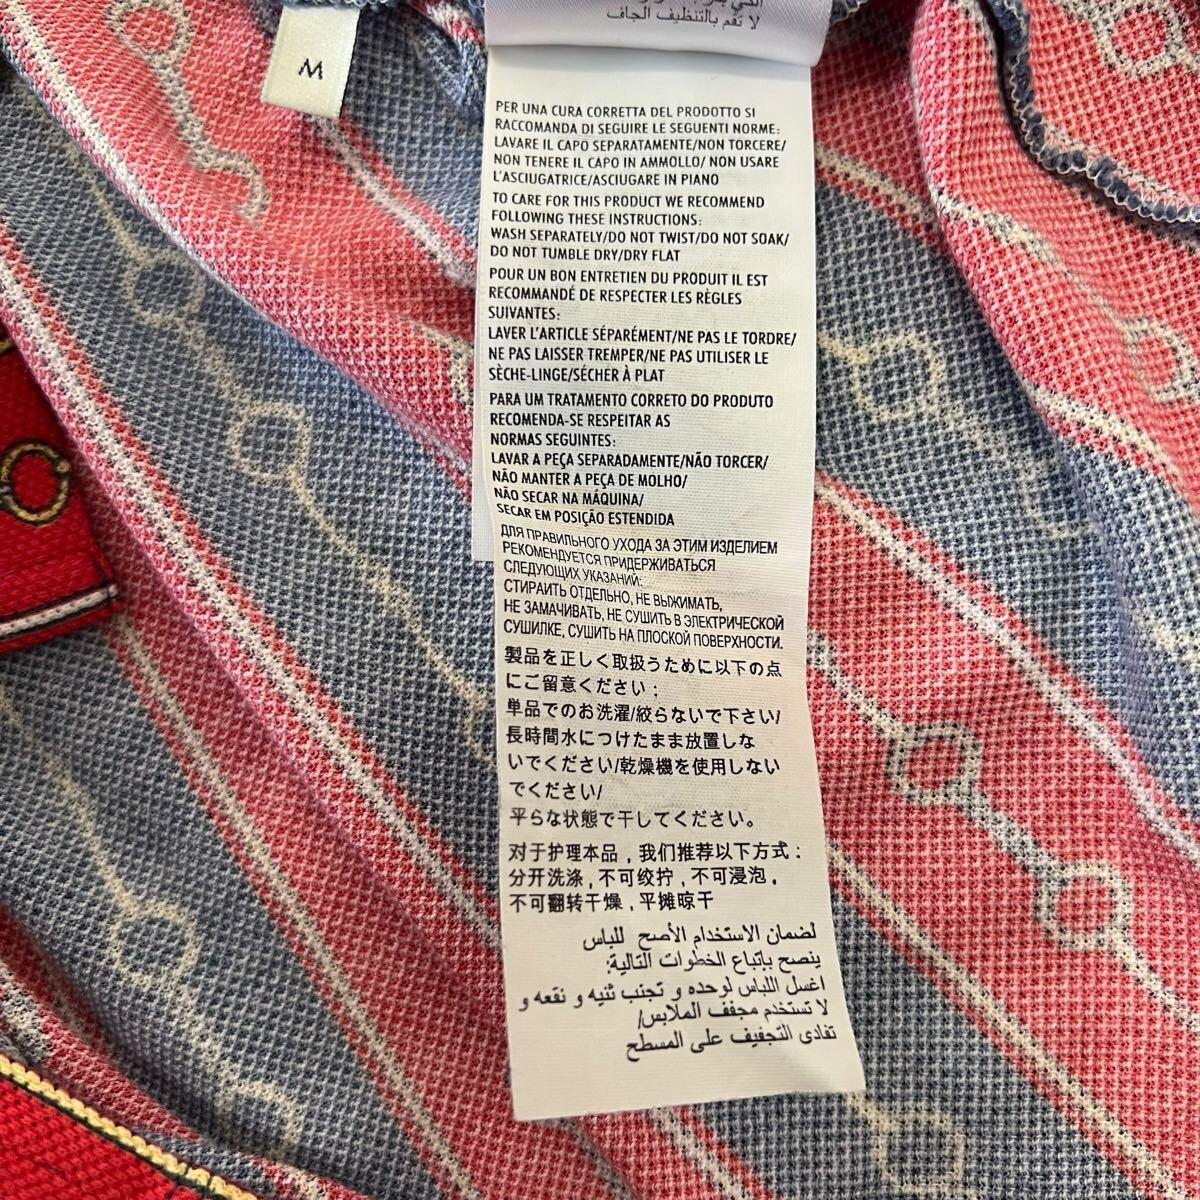 لا تقم بالتنظيف الجاف
M
PER UNA CURA CORRETTA DEL PRODOTTO SI
RACCOMANDA DI SEGUIRE LE SEGUENTI NORME:
LAVARE IL CAPO SEPARATAMENTE/NON TORCERE/
NON TENERE IL CAPO IN AMMOLLO/ NON USARE
L'ASCIUGATRICE/ASCIUGARE IN PIANO
TO CARE FOR THIS PRODUCT WE RECOMMEND
FOLLOWING THESE INSTRUCTIONS:
WASH SEPARATELY/DO NOT TWIST/DO NOT SOAK/
DO NOT TUMBLE DRY/DRY FLAT
POUR UN BON ENTRETIEN DU PRODUIT IL EST
RECOMMANDÉ DE RESPECTER LES RÈGLES
SUIVANTES:
LAVER L'ARTICLE SÉPARÉMENT/NE PAS LE TORDRE/
NE PAS LAISSER TREMPER/NE PAS UTILISER LE
SÈCHE-LINGE/SÉCHER À PLAT
PARA UM TRATAMENTO CORRETO DO PRODUTO
RECOMENDA-SE RESPEITAR AS
NORMAS SEGUINTES:
LAVAR A PEÇA SEPARADAMENTE/NÃO TORCER/
NÃO MANTER A PEÇA DE MOLHO/
NÃO SECAR NA MÁQUINA/
SECAR EM POSIÇÃO ESTENDIDA
ДЛЯ ПРАВИЛЬНОГО УХОДА ЗА ЭТИМ ИЗДЕЛИЕМ
РЕКОМЕНДУЕТСЯ ПРИДЕРЖИВАТЬСЯ
СЛЕДУЮЩИХ УКАЗАНИЙ:
СТИРАИТЬ ОТДЕЛЬНО, НЕ ВЫЖИМАТЬ,
НЕ ЗАМАЧИВАТЬ, НЕ СУШИТЬ В ЭЛЕКТРИЧЕСКОЙ
СУШИЛКЕ, СУШИТЬ НА ПЛОСКОЙ ПОВЕРХНОСТИ.
製品を正しく取扱うために以下の点
にご留意ください：
単品でのお洗濯/絞らないで下さい/
長時間水につけたまま放置しな
いでください/乾燥機を使用しない
でください/
平らな状態で干してください。
对于护理本品，我们推荐以下方式：
分开洗涤，不可绞拧，不可浸泡，
不可翻转干燥，平摊晾干
لضمان الاستخدام الأصح للباس
ينصح بإتباع الخطوات التالية:
اغسل اللباس لوحده و تجنب ثنيه و نقعه و
لا تستخدم مجفف الملابس/
تفادى التجفيف على المسطح